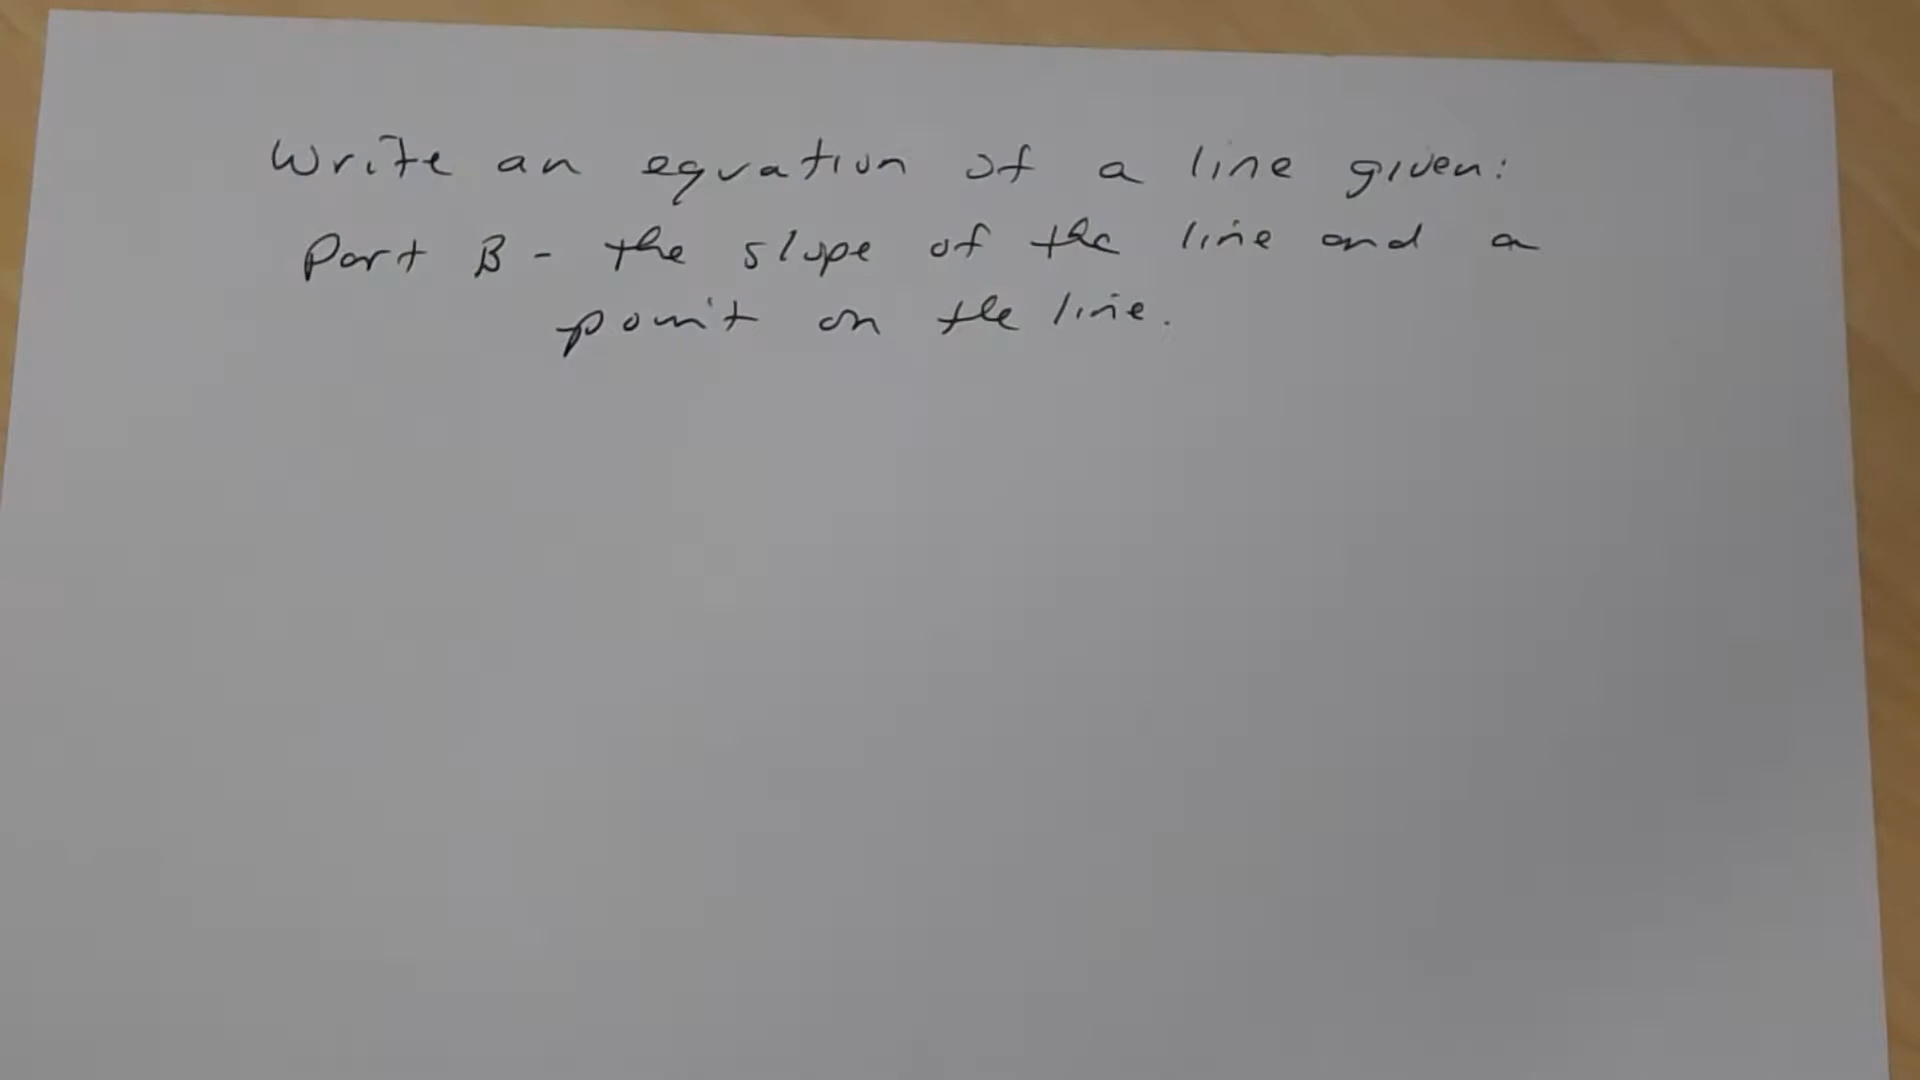 Write an equation of a line given:
Part B - the slope of the line and a
point on the line.